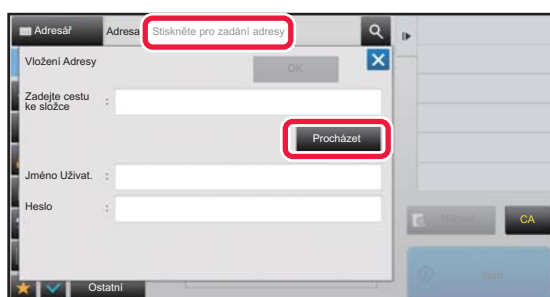 Adresář
Adresa Stiskněte pro zadání adresy
Vložení Adresy
OK
Zadejte cestu
ke složce :
Procházet
Jméno Uživat. :
Heslo :
Náhled
CA
Start
Ostatní